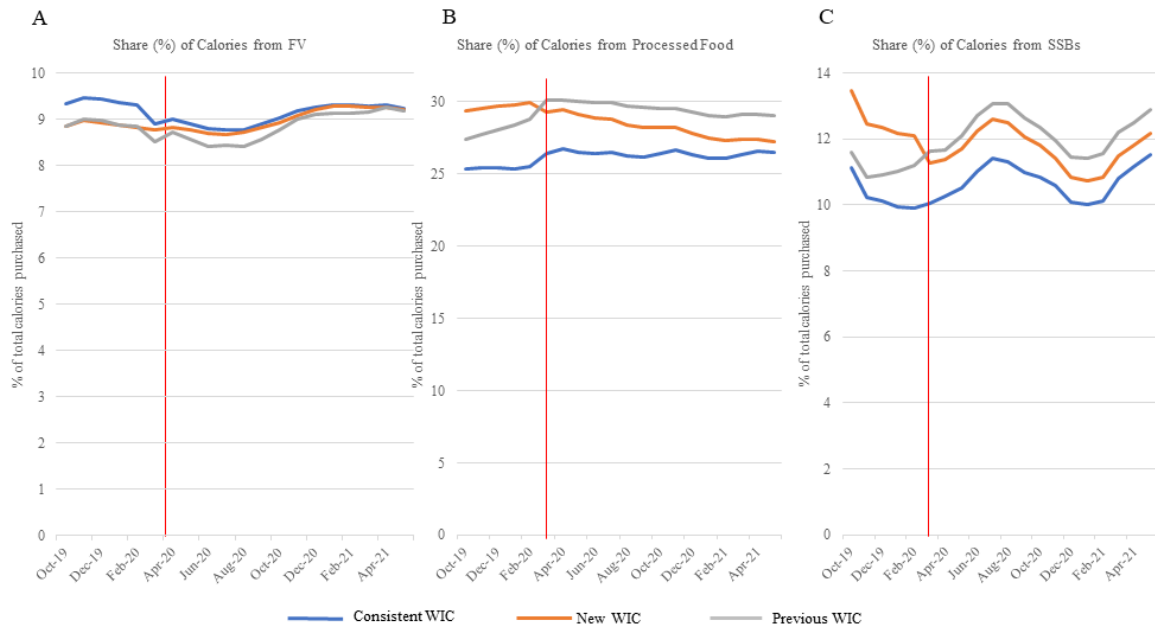 A
Share (%) of Calories from FV
% of total calories purchased
10
9
8
7
6
5
4
3
2
1
0
Oct-19
Dec-19
Feb-20
Apr-20
Jun-20
Aug-20
Oct-20
Dec-20
Feb-21
Apr-21
B
Share (%) of Calories from Processed Food
% of total calories purchased
30
25
20
15
10
5
0
Oct-19
Dec-19
Feb-20
Apr-20
Jun-20
Aug-20
Oct-20
Dec-20
Feb-21
Apr-21
C
Share (%) of Calories from SSBs
% of total calories purchased
14
12
10
8
6
4
2
0
Oct-19
Dec-19
Feb-20
Apr-20
Jun-20
Aug-20
Oct-20
Dec-20
Feb-21
Apr-21
Consistent WIC
New WIC
Previous WIC